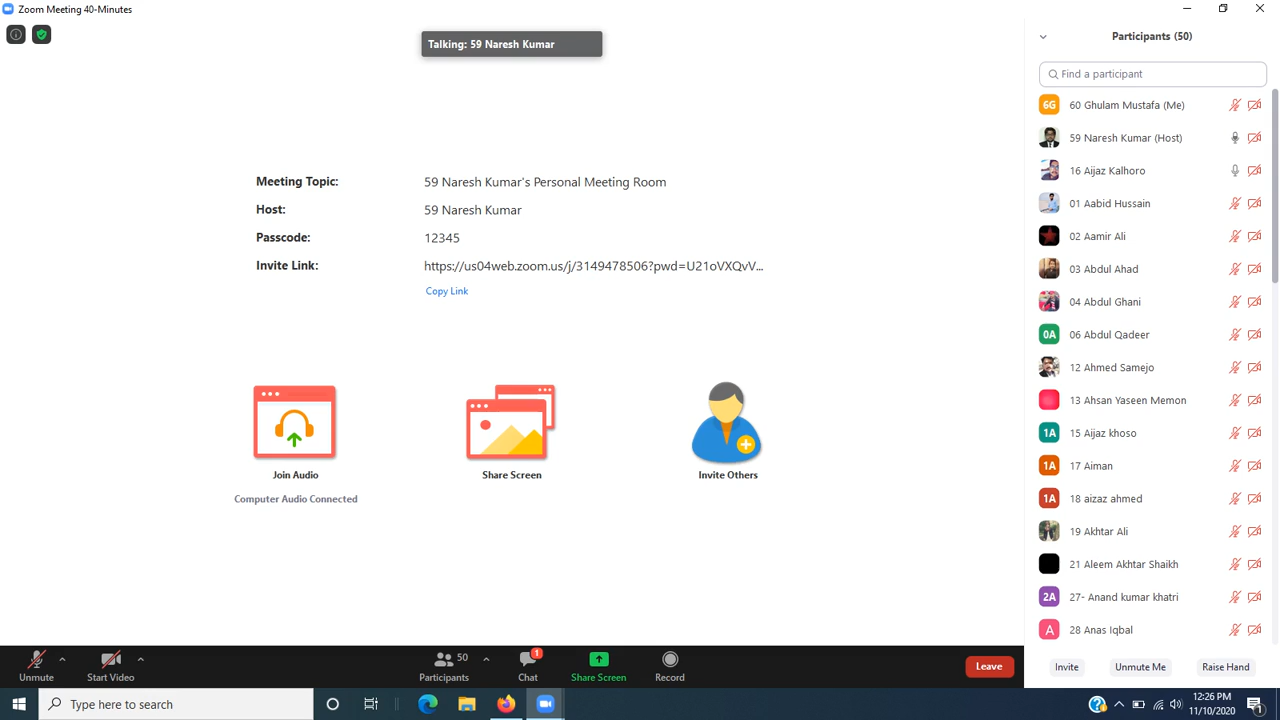 Zoom Meeting 40-Minutes
Talking: 59 Naresh Kumar
Meeting Topic: 59 Naresh Kumar's Personal Meeting Room
Host: 59 Naresh Kumar
Passcode: 12345
Invite Link: https://us04web.zoom.us/j/3149478506?pwd=U21oVXQvV...
Copy Link
Join Audio
Computer Audio Connected
Share Screen
Invite Others
Participants (50)
Find a participant
6G 60 Ghulam Mustafa (Me)
59 Naresh Kumar (Host)
16 Aijaz Kalhoro
01 Aabid Hussain
02 Aamir Ali
03 Abdul Ahad
04 Abdul Ghani
0A 06 Abdul Qadeer
12 Ahmed Samejo
13 Ahsan Yaseen Memon
1A 15 Aijaz khoso
1A 17 Aiman
1A 18 aizaz ahmed
19 Akhtar Ali
21 Aleem Akhtar Shaikh
2A 27- Anand kumar khatri
A 28 Anas Iqbal
Invite Unmute Me Raise Hand
Unmute
Start Video
50
Participants
1
Chat
Share Screen
Record
Leave
Type here to search
12:26 PM
11/10/2020
1